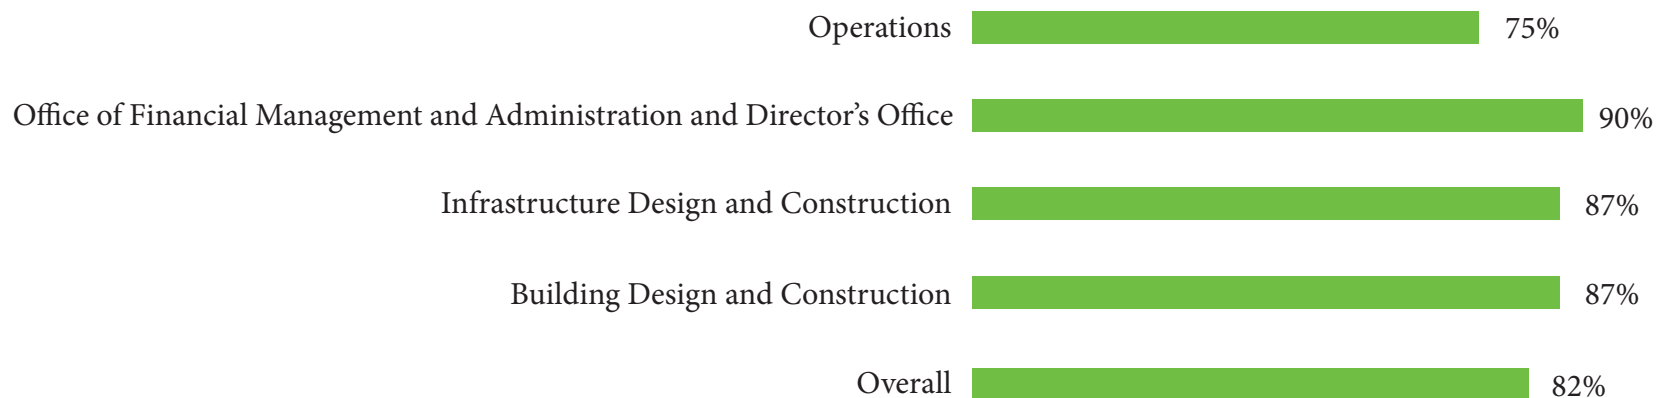 Operations 75%
Office of Financial Management and Administration and Director’s Office 90%
Infrastructure Design and Construction 87%
Building Design and Construction 87%
Overall 82%